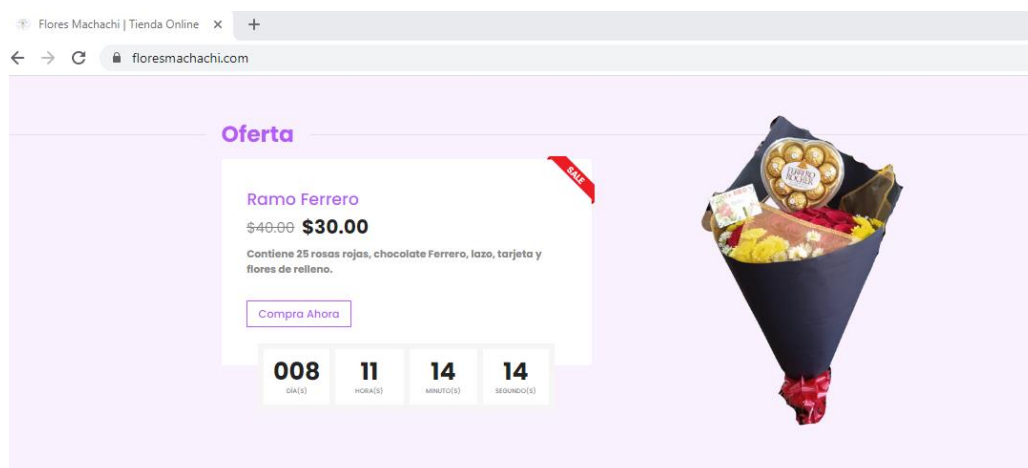 Flores Machachi | Tienda Online
floresmachachi.com
Oferta
SALE
Ramo Ferrero
$40.00 $30.00
Contiene 25 rosas rojas, chocolate Ferrero, lazo, tarjeta y
flores de relleno.
Compra Ahora
008 11 14 14
DÍA(S) HORA(S) MINUTO(S) SEGUNDO(S)
FERRERO
ROCHER